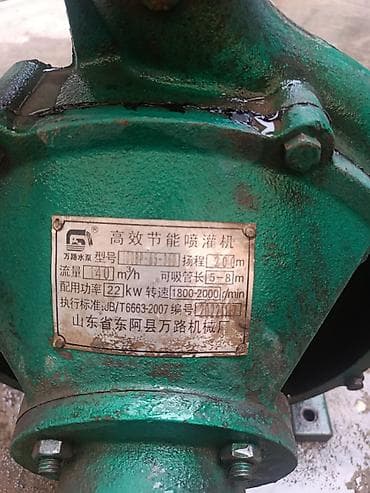 高效节能喷灌机
万路水泵 型号 扬程 m
流量 40 m³/h 可吸管长 5-8 m
配用功率 22 kw 转速 1800-2000 r/min
执行标准:JB/T6663-2007 编号
山东省东阿县万路机械厂